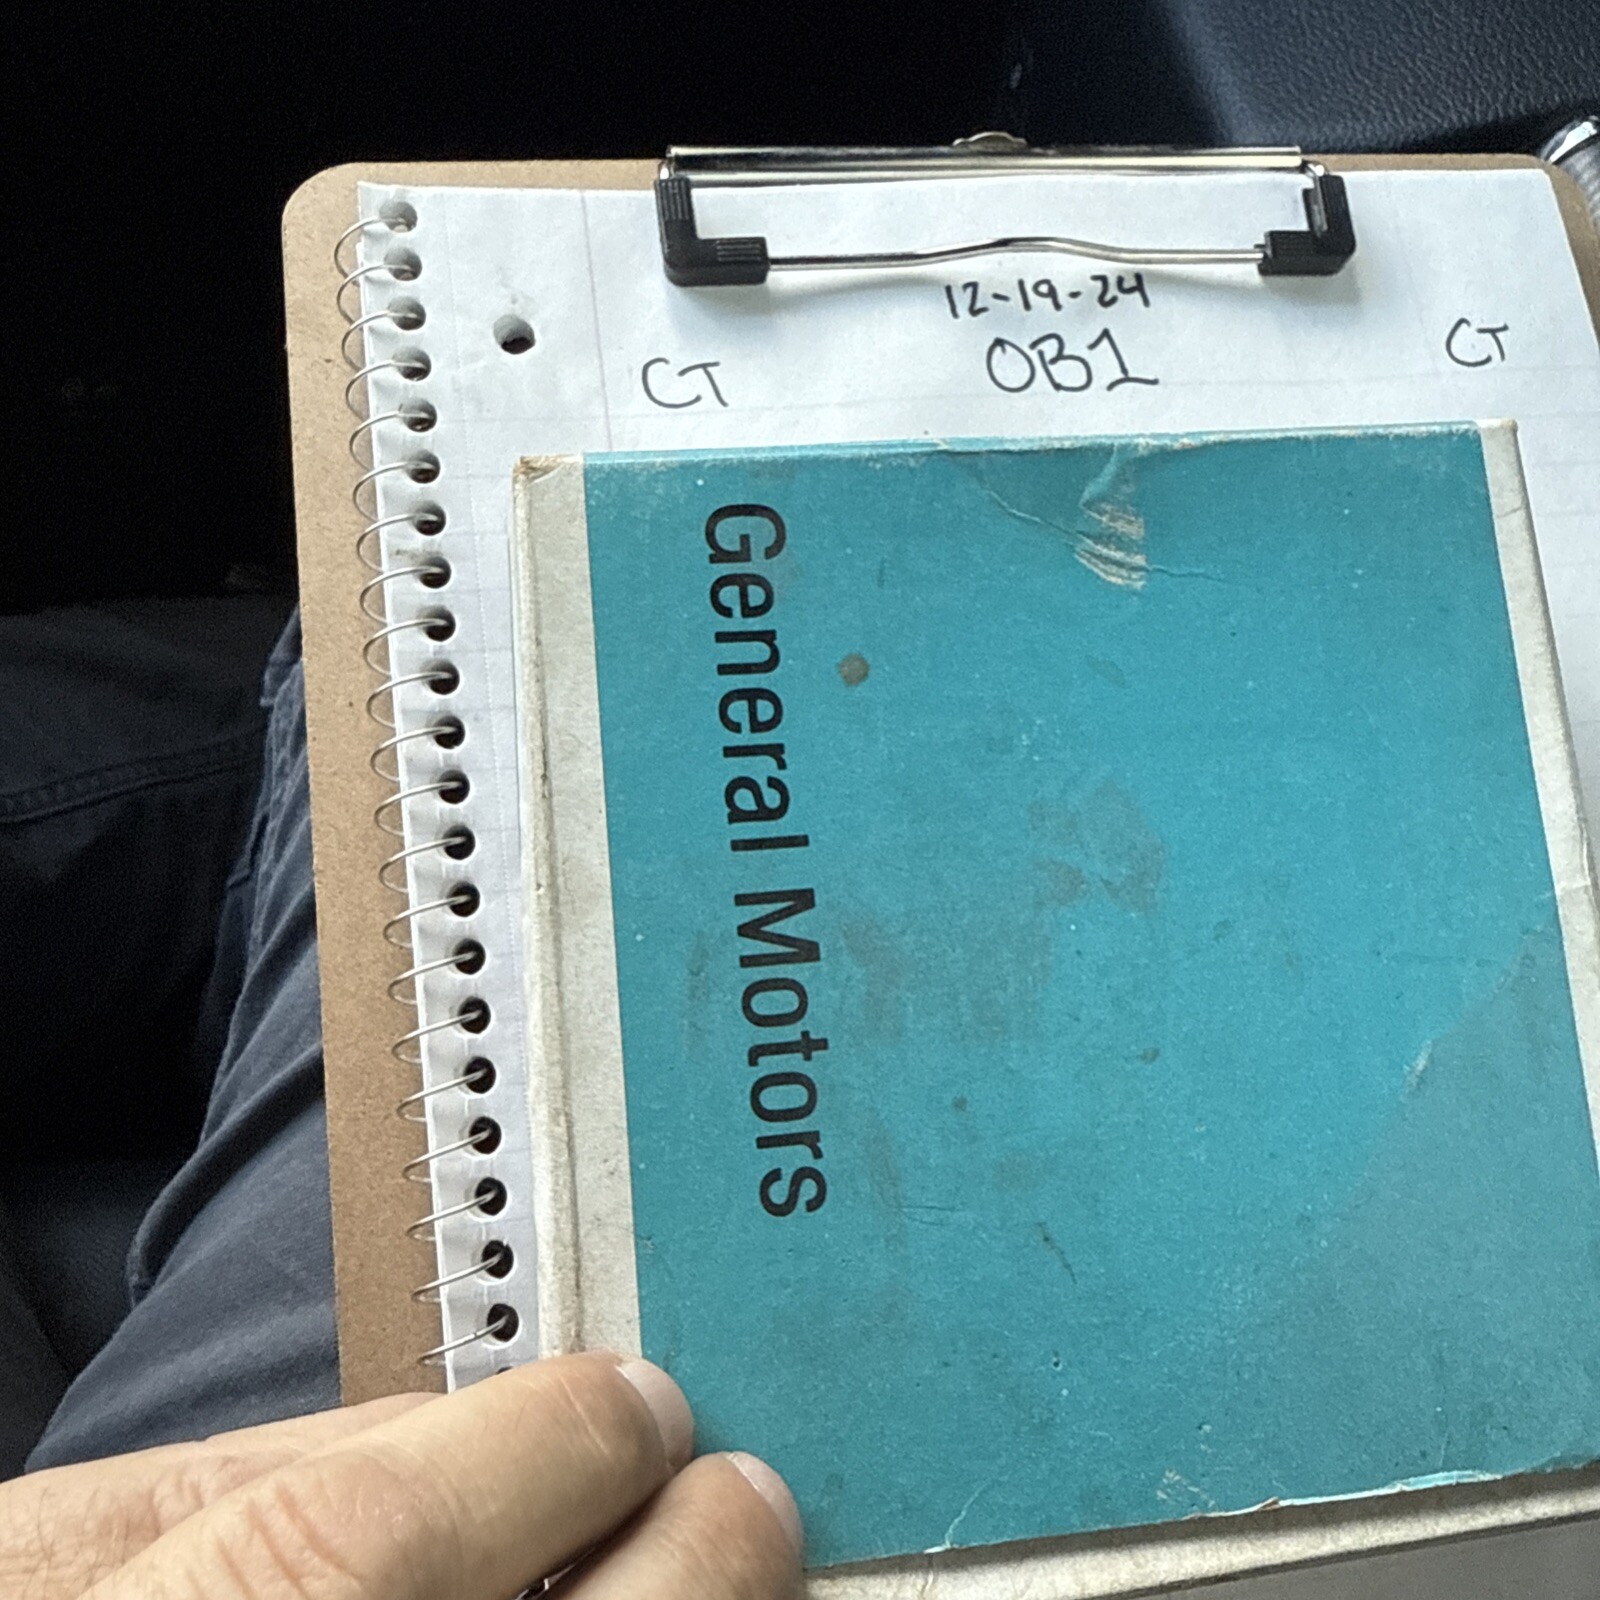 12-19-24
CT OB1 CT
General Motors